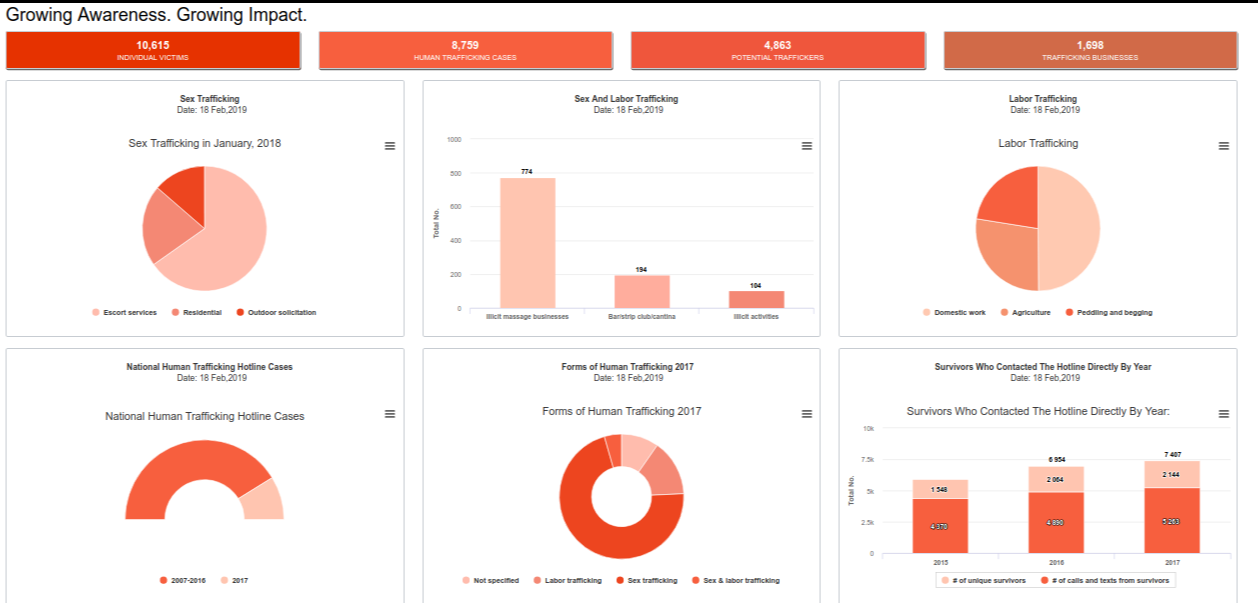 Growing Awareness. Growing Impact.
10,615
INDIVIDUAL VICTIMS
8,759
HUMAN TRAFFICKING CASES
4,863
POTENTIAL TRAFFICKERS
1,698
TRAFFICKING BUSINESSES
Sex Trafficking
Date: 18 Feb,2019
Sex Trafficking in January, 2018
Escort services
Residential
Outdoor solicitation
Sex And Labor Trafficking
Date: 18 Feb,2019
Total No.
1000
800
600
400
200
0
774
194
104
Illicit massage businesses
Bar/strip club/cantina
Illicit activities
Labor Trafficking
Date: 18 Feb,2019
Labor Trafficking
Domestic work
Agriculture
Peddling and begging
National Human Trafficking Hotline Cases
Date: 18 Feb,2019
National Human Trafficking Hotline Cases
2007-2016
2017
Forms of Human Trafficking 2017
Date: 18 Feb,2019
Forms of Human Trafficking 2017
Not specified
Labor trafficking
Sex trafficking
Sex & labor trafficking
Survivors Who Contacted The Hotline Directly By Year
Date: 18 Feb,2019
Survivors Who Contacted The Hotline Directly By Year:
Total No.
10k
7.5k
5k
2.5k
0
1 548
4 370
6 954
2 064
4 890
7 407
2 144
5 263
2015
2016
2017
# of unique survivors
# of calls and texts from survivors